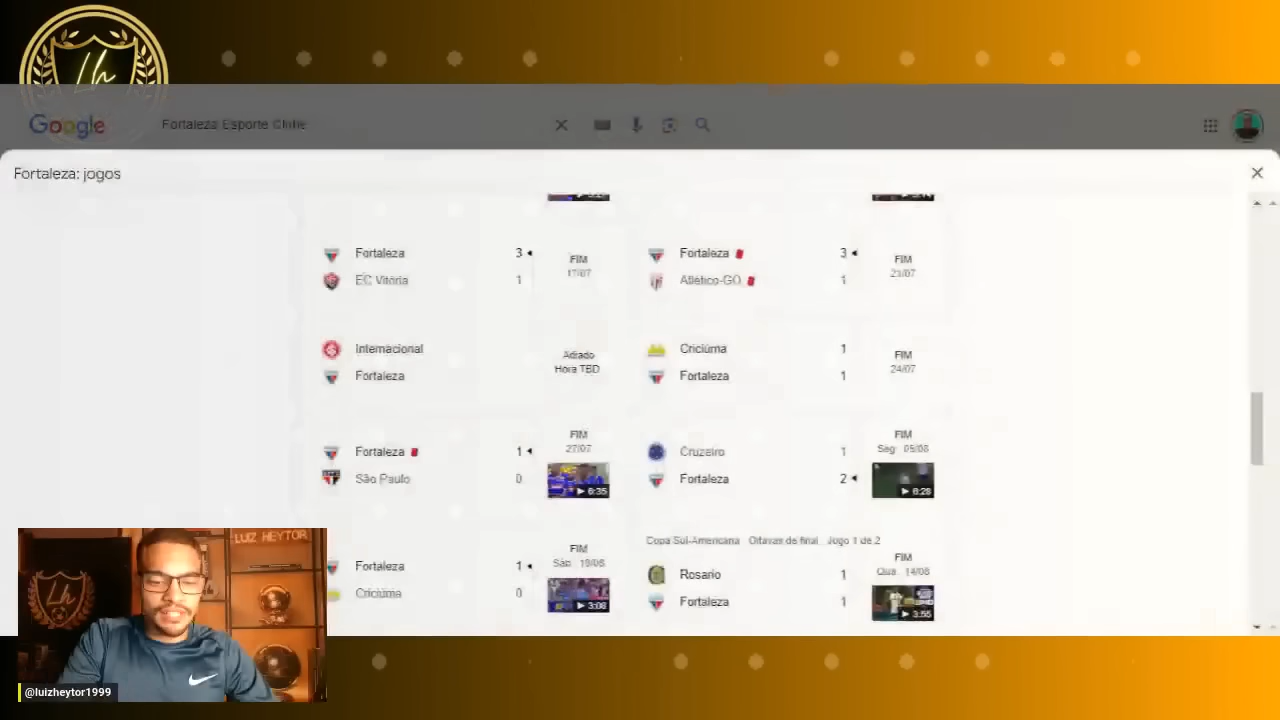 Lh
Google
Fortaleza Esporte Clube
Fortaleza: jogos
Fortaleza 3
EC Vitória 1
FIM
17/07
Fortaleza 3
Atlético-GO 1
FIM
21/07
Internacional
Fortaleza
Adiado
Hora TBD
Criciúma 1
Fortaleza 1
FIM
24/07
Fortaleza 1
São Paulo 0
FIM
27/07
6:35
Cruzeiro 1
Fortaleza 2
FIM
Seg. 05/08
6:28
Fortaleza 1
Criciúma 0
FIM
3:08
Copa Sul-Americana Oitavas de final Jogo 1 de 2
Rosario 1
Fortaleza 1
FIM
Qua. 14/08
3:55
LUIZ HEYTOR
Lh
@luizheytor1999